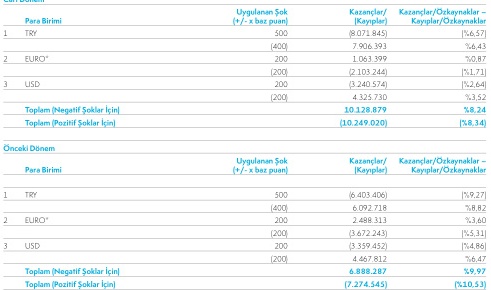 Cari Dönem
Uygulanan Şok Kazançlar/ Kazançlar/Özkaynaklar –
Para Birimi (+/- x baz puan) (Kayıplar) Kayıplar/Özkaynaklar
1 TRY 500 (8.071.845) (%6,57)
(400) 7.906.393 %6,43
2 EURO* 200 1.063.399 %0,87
(200) (2.103.244) (%1,71)
3 USD 200 (3.240.574) (%2,64)
(200) 4.325.730 %3,52
Toplam (Negatif Şoklar İçin) 10.128.879 %8,24
Toplam (Pozitif Şoklar İçin) (10.249.020) (%8,34)
Önceki Dönem
Uygulanan Şok Kazançlar/ Kazançlar/Özkaynaklar –
Para Birimi (+/- x baz puan) (Kayıplar) Kayıplar/Özkaynaklar
1 TRY 500 (6.403.406) (%9,27)
(400) 6.092.718 %8,82
2 EURO* 200 2.488.313 %3,60
(200) (3.672.243) (%5,31)
3 USD 200 (3.359.452) (%4,86)
(200) 4.467.812 %6,47
Toplam (Negatif Şoklar İçin) 6.888.287 %9,97
Toplam (Pozitif Şoklar İçin) (7.274.545) (%10,53)